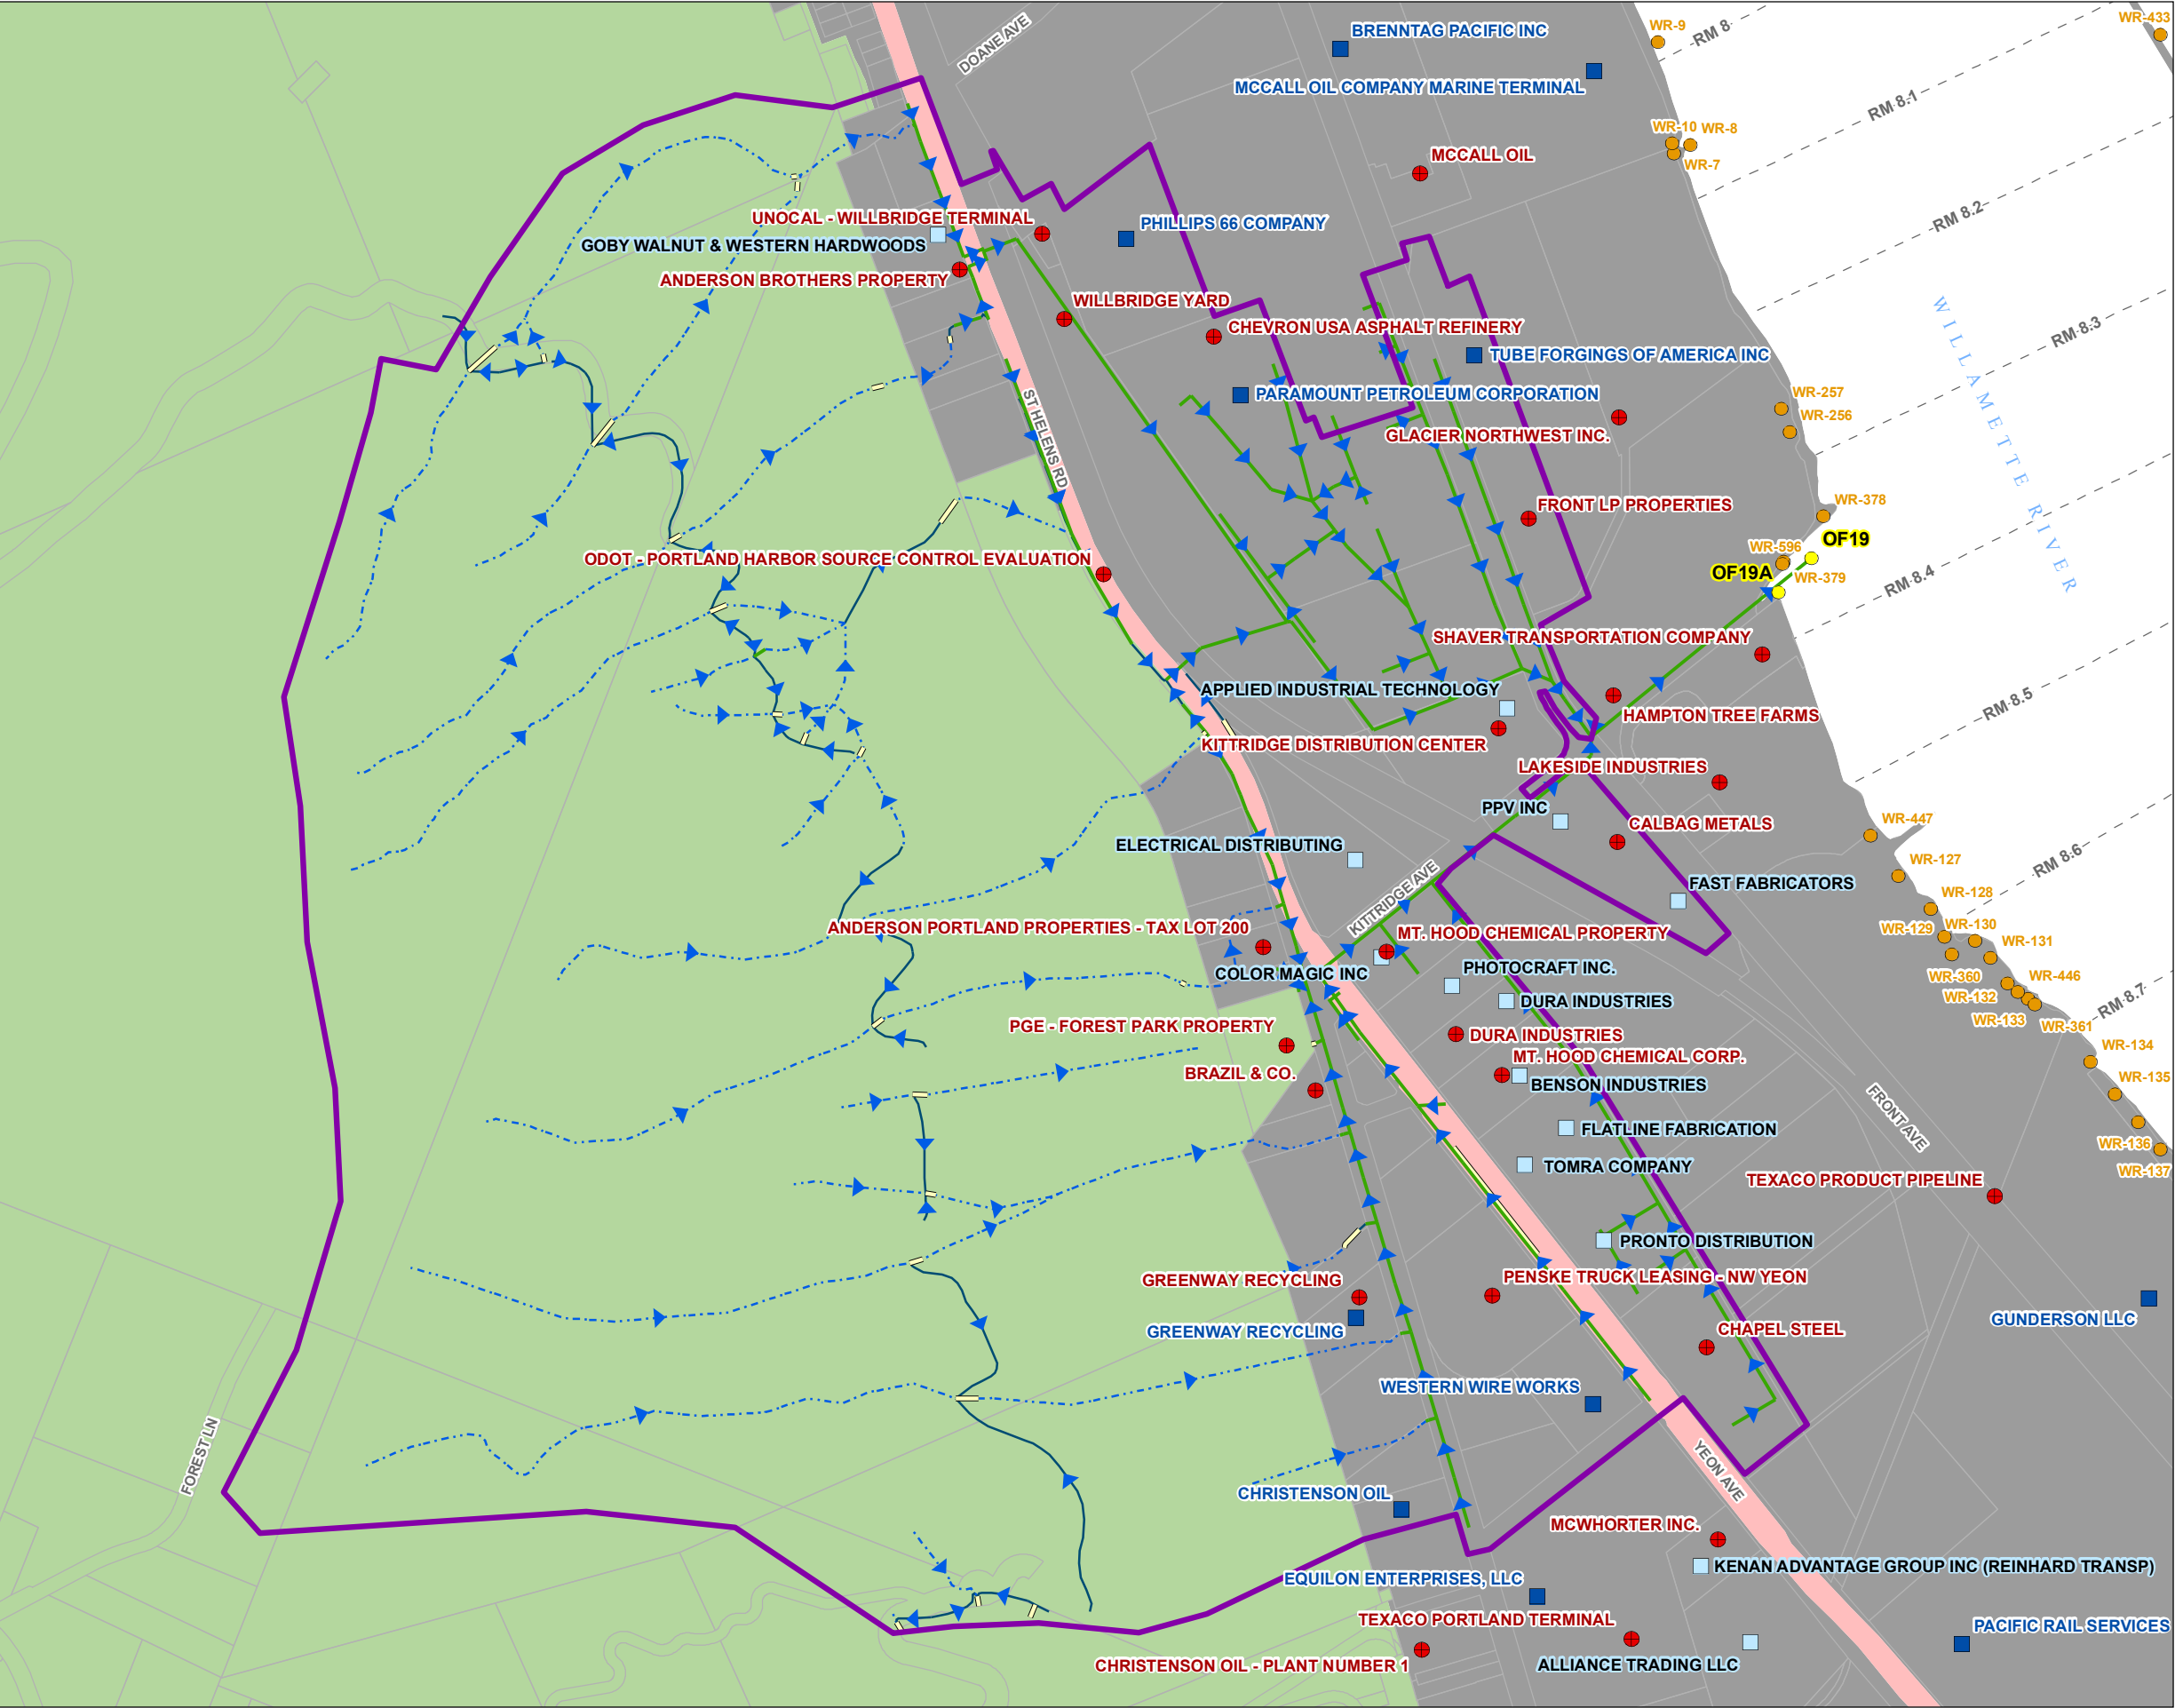 WR-433
WR-9
BRENNTAG PACIFIC INC
RM 8
DOANE AVE
MCCALL OIL COMPANY MARINE TERMINAL
RM 8.1
WR-10
WR-8
MCCALL OIL
WR-7
UNOCAL - WILLBRIDGE TERMINAL
PHILLIPS 66 COMPANY
RM 8.2
GOBY WALNUT & WESTERN HARDWOODS
ANDERSON BROTHERS PROPERTY
WILLBRIDGE YARD
CHEVRON USA ASPHALT REFINERY
RM 8.3
TUBE FORGINGS OF AMERICA INC
PARAMOUNT PETROLEUM CORPORATION
WR-257
WR-256
WILLAMETTE RIVER
ST HELENS RD
GLACIER NORTHWEST INC.
WR-378
FRONT LP PROPERTIES
OF19
WR-596
ODOT - PORTLAND HARBOR SOURCE CONTROL EVALUATION
OF19A
WR-379
RM 8.4
SHAVER TRANSPORTATION COMPANY
APPLIED INDUSTRIAL TECHNOLOGY
RM 8.5
HAMPTON TREE FARMS
KITTRIDGE DISTRIBUTION CENTER
LAKESIDE INDUSTRIES
PPV INC
CALBAG METALS
WR-447
ELECTRICAL DISTRIBUTING
WR-127
RM 8.6
KITTRIDGE AVE
FAST FABRICATORS
WR-128
ANDERSON PORTLAND PROPERTIES - TAX LOT 200
MT. HOOD CHEMICAL PROPERTY
WR-129
WR-130
WR-131
COLOR MAGIC INC
PHOTOCRAFT INC.
WR-360
WR-446
DURA INDUSTRIES
WR-132
RM 8.7
PGE - FOREST PARK PROPERTY
WR-133
WR-361
DURA INDUSTRIES
WR-134
MT. HOOD CHEMICAL CORP.
BRAZIL & CO.
WR-135
BENSON INDUSTRIES
FRONT AVE
FLATLINE FABRICATION
WR-136
TOMRA COMPANY
WR-137
TEXACO PRODUCT PIPELINE
PRONTO DISTRIBUTION
GREENWAY RECYCLING
PENSKE TRUCK LEASING - NW YEON
GUNDERSON LLC
GREENWAY RECYCLING
CHAPEL STEEL
WESTERN WIRE WORKS
FOREST LN
YEON AVE
CHRISTENSON OIL
MCWHORTER INC.
KENAN ADVANTAGE GROUP INC (REINHARD TRANSP)
EQUILON ENTERPRISES, LLC
TEXACO PORTLAND TERMINAL
PACIFIC RAIL SERVICES
CHRISTENSON OIL - PLANT NUMBER 1
ALLIANCE TRADING LLC